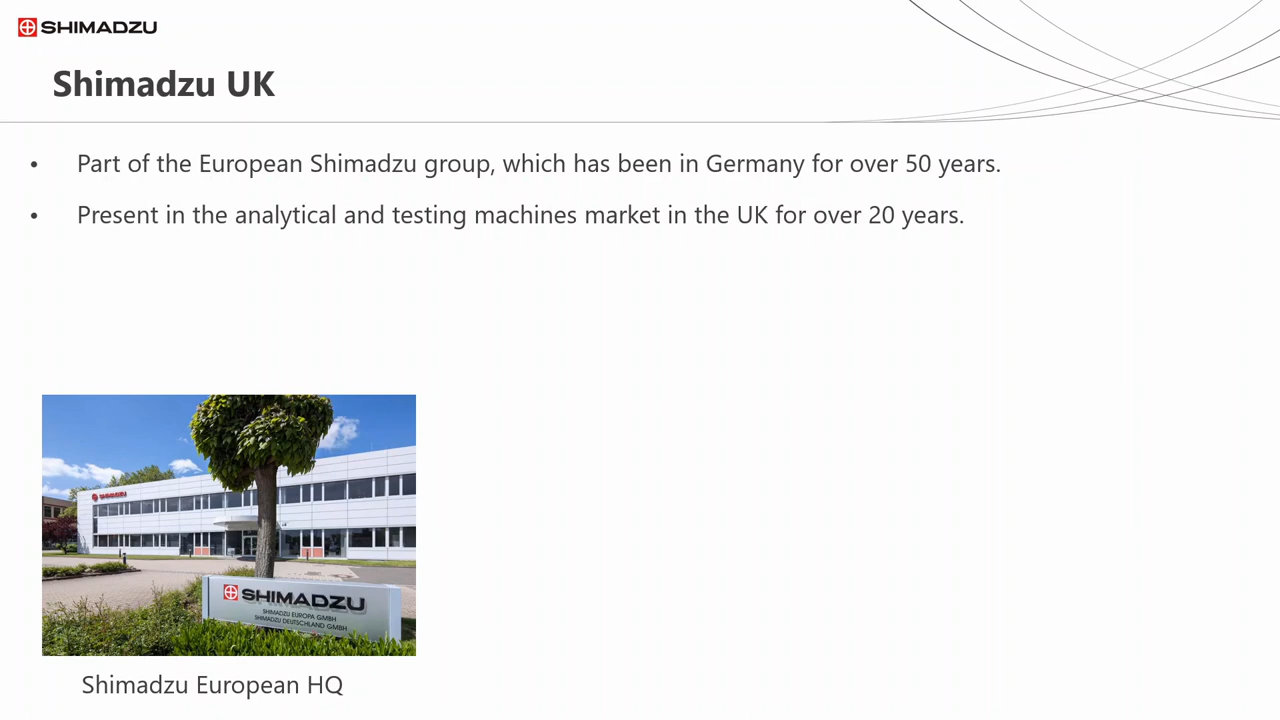 SHIMADZU
Shimadzu UK
• Part of the European Shimadzu group, which has been in Germany for over 50 years.
• Present in the analytical and testing machines market in the UK for over 20 years.
SHIMADZU
SHIMADZU
SHIMADZU EUROPA GMBH
SHIMADZU DEUTSCHLAND GMBH
Shimadzu European HQ